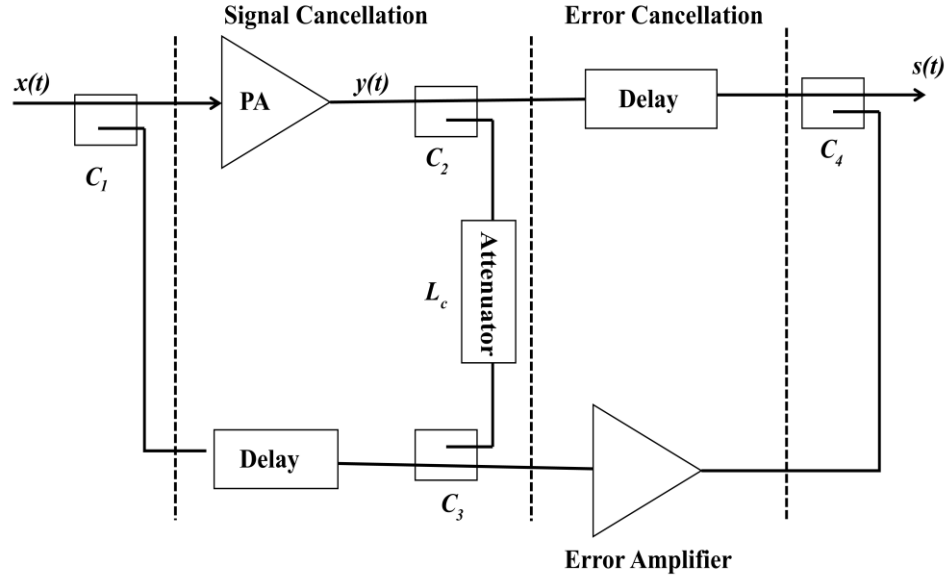 Signal Cancellation
Error Cancellation
x(t)
PA
y(t)
Delay
s(t)
C1
C2
C4
Attenuator
Lc
Delay
C3
Error Amplifier